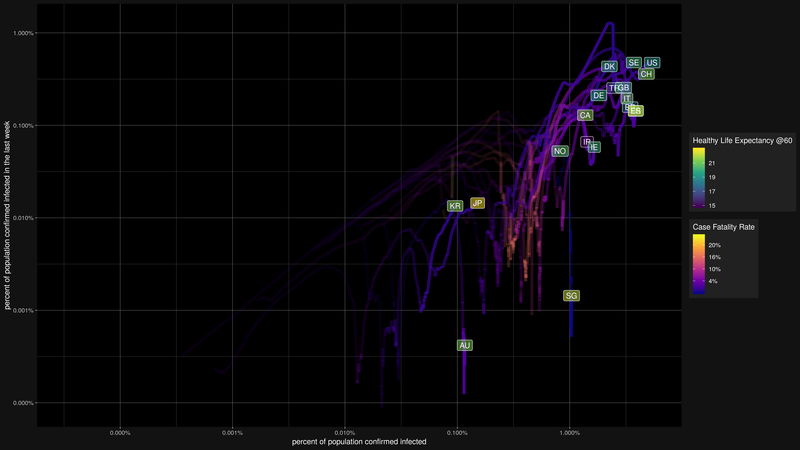 1.000%
0.100%
0.010%
0.001%
0.000%
percent of population confirmed infected in the last week
DK
SE
US
CH
GB
DE
IT
ES
CA
IR
IE
NO
KR
JP
SG
AU
0.000%
0.001%
0.010%
0.100%
1.000%
percent of population confirmed infected
Healthy Life Expectancy @60
21
19
17
15
Case Fatality Rate
20%
16%
10%
4%